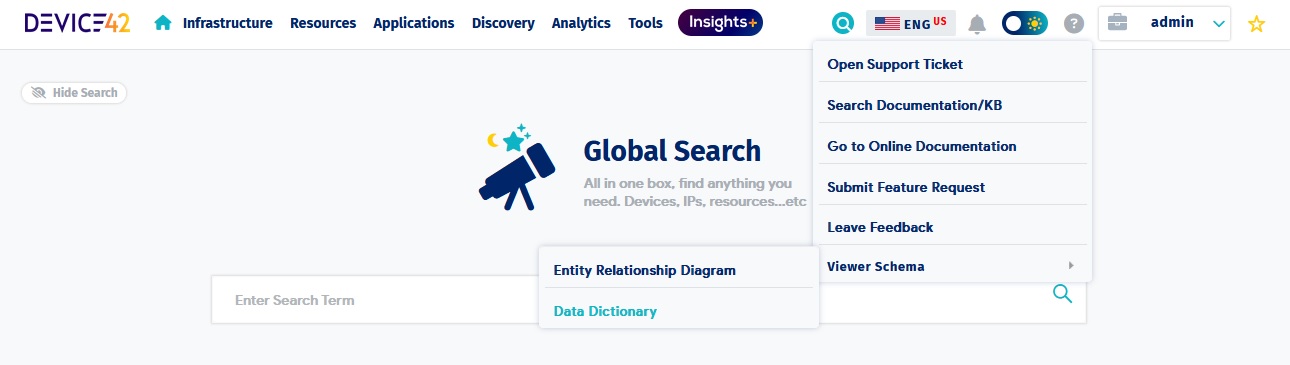 DEVICE42 Infrastructure Resources Applications Discovery Analytics Tools Insights+ ENG US ? admin
Hide Search
Global Search
All in one box, find anything you
need. Devices, IPs, resources...etc
Enter Search Term
Open Support Ticket
Search Documentation/KB
Go to Online Documentation
Submit Feature Request
Leave Feedback
Viewer Schema
Entity Relationship Diagram
Data Dictionary